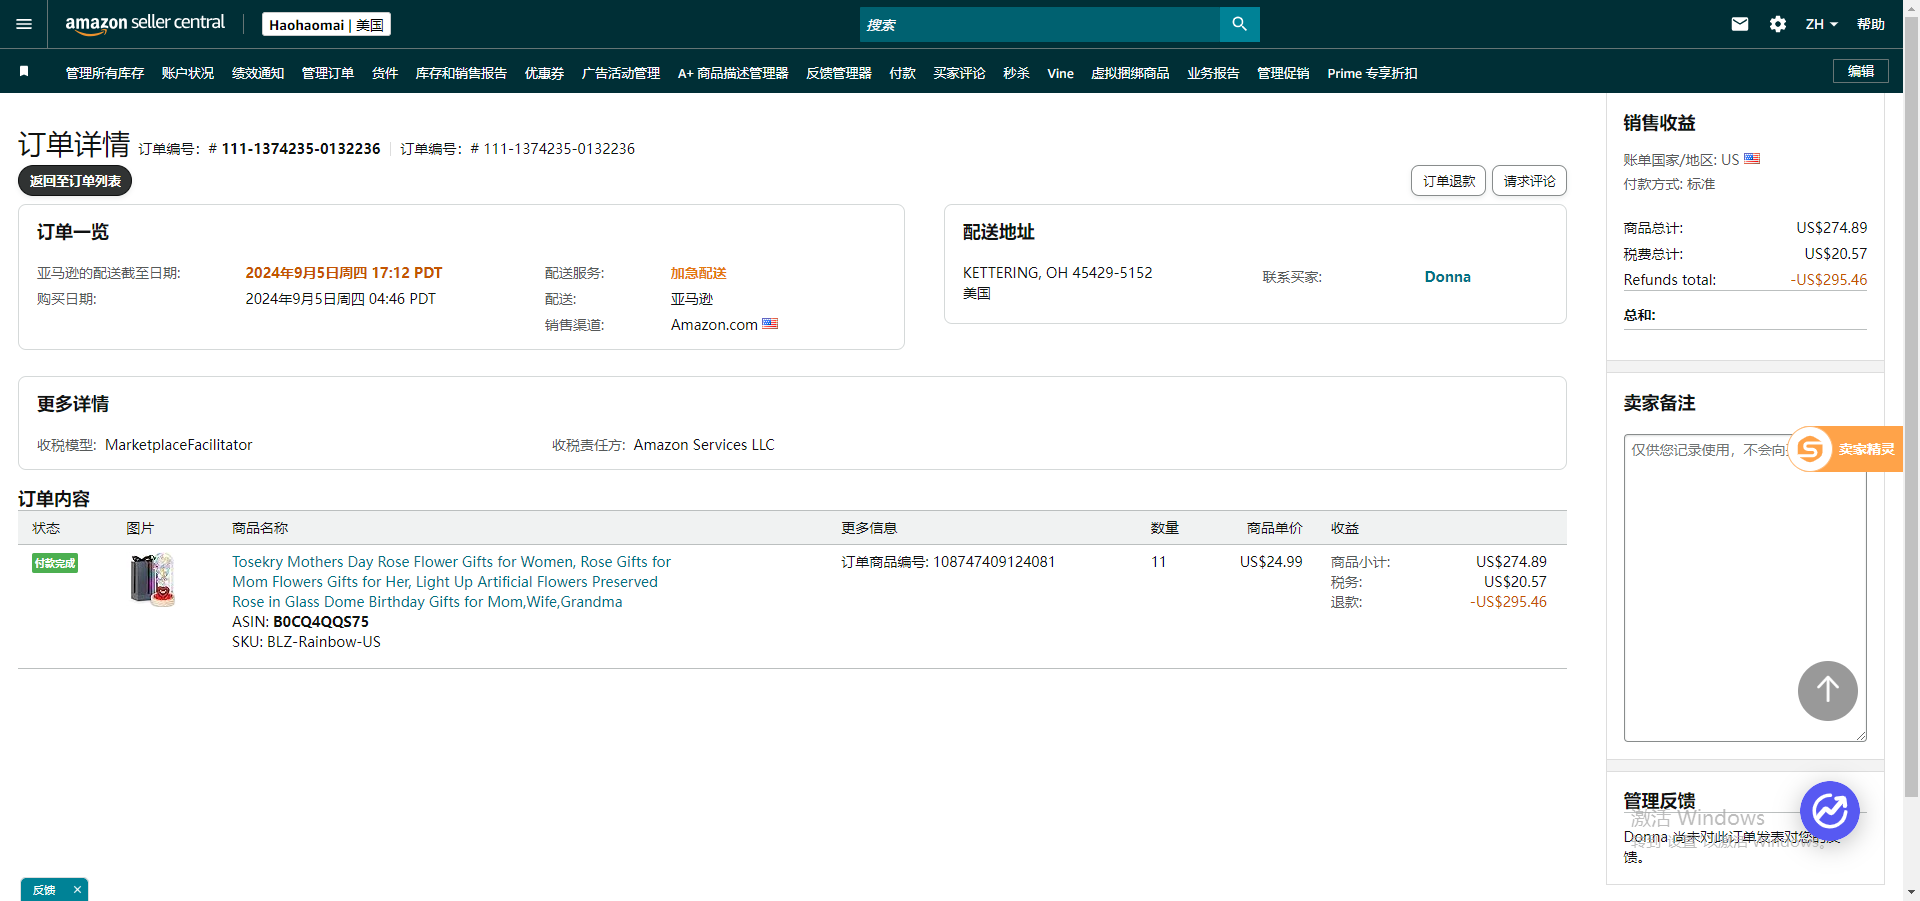 amazon seller central
Haohaomai | 美国
搜索
ZH
帮助
管理所有库存 账户状况 绩效通知 管理订单 货件 库存和销售报告 优惠券 广告活动管理 A+ 商品描述管理器 反馈管理器 付款 买家评论 秒杀 Vine 虚拟捆绑商品 业务报告 管理促销 Prime 专享折扣
编辑
订单详情 订单编号: # 111-1374235-0132236 订单编号: # 111-1374235-0132236
返回至订单列表
订单退款 请求评论
订单一览
亚马逊的配送截至日期: 2024年9月5日周四 17:12 PDT
购买日期: 2024年9月5日周四 04:46 PDT
配送服务: 加急配送
配送: 亚马逊
销售渠道: Amazon.com
配送地址
KETTERING, OH 45429-5152
美国
联系买家: Donna
更多详情
收税模型: MarketplaceFacilitator
收税责任方: Amazon Services LLC
订单内容
状态 图片 商品名称 更多信息 数量 商品单价 收益
付款完成
Tosekry Mothers Day Rose Flower Gifts for Women, Rose Gifts for
Mom Flowers Gifts for Her, Light Up Artificial Flowers Preserved
Rose in Glass Dome Birthday Gifts for Mom,Wife,Grandma
ASIN: B0CQ4QQS75
SKU: BLZ-Rainbow-US
订单商品编号: 108747409124081
11
US$24.99
商品小计: US$274.89
税务: US$20.57
退款: -US$295.46
销售收益
账单国家/地区: US
付款方式: 标准
商品总计: US$274.89
税费总计: US$20.57
Refunds total: -US$295.46
总和:
卖家备注
仅供您记录使用，不会向
卖家精灵
管理反馈
激活 Windows
Donna 尚未对此订单发表对您的反
馈。
转到"设置"以激活 Windows。
反馈 ×